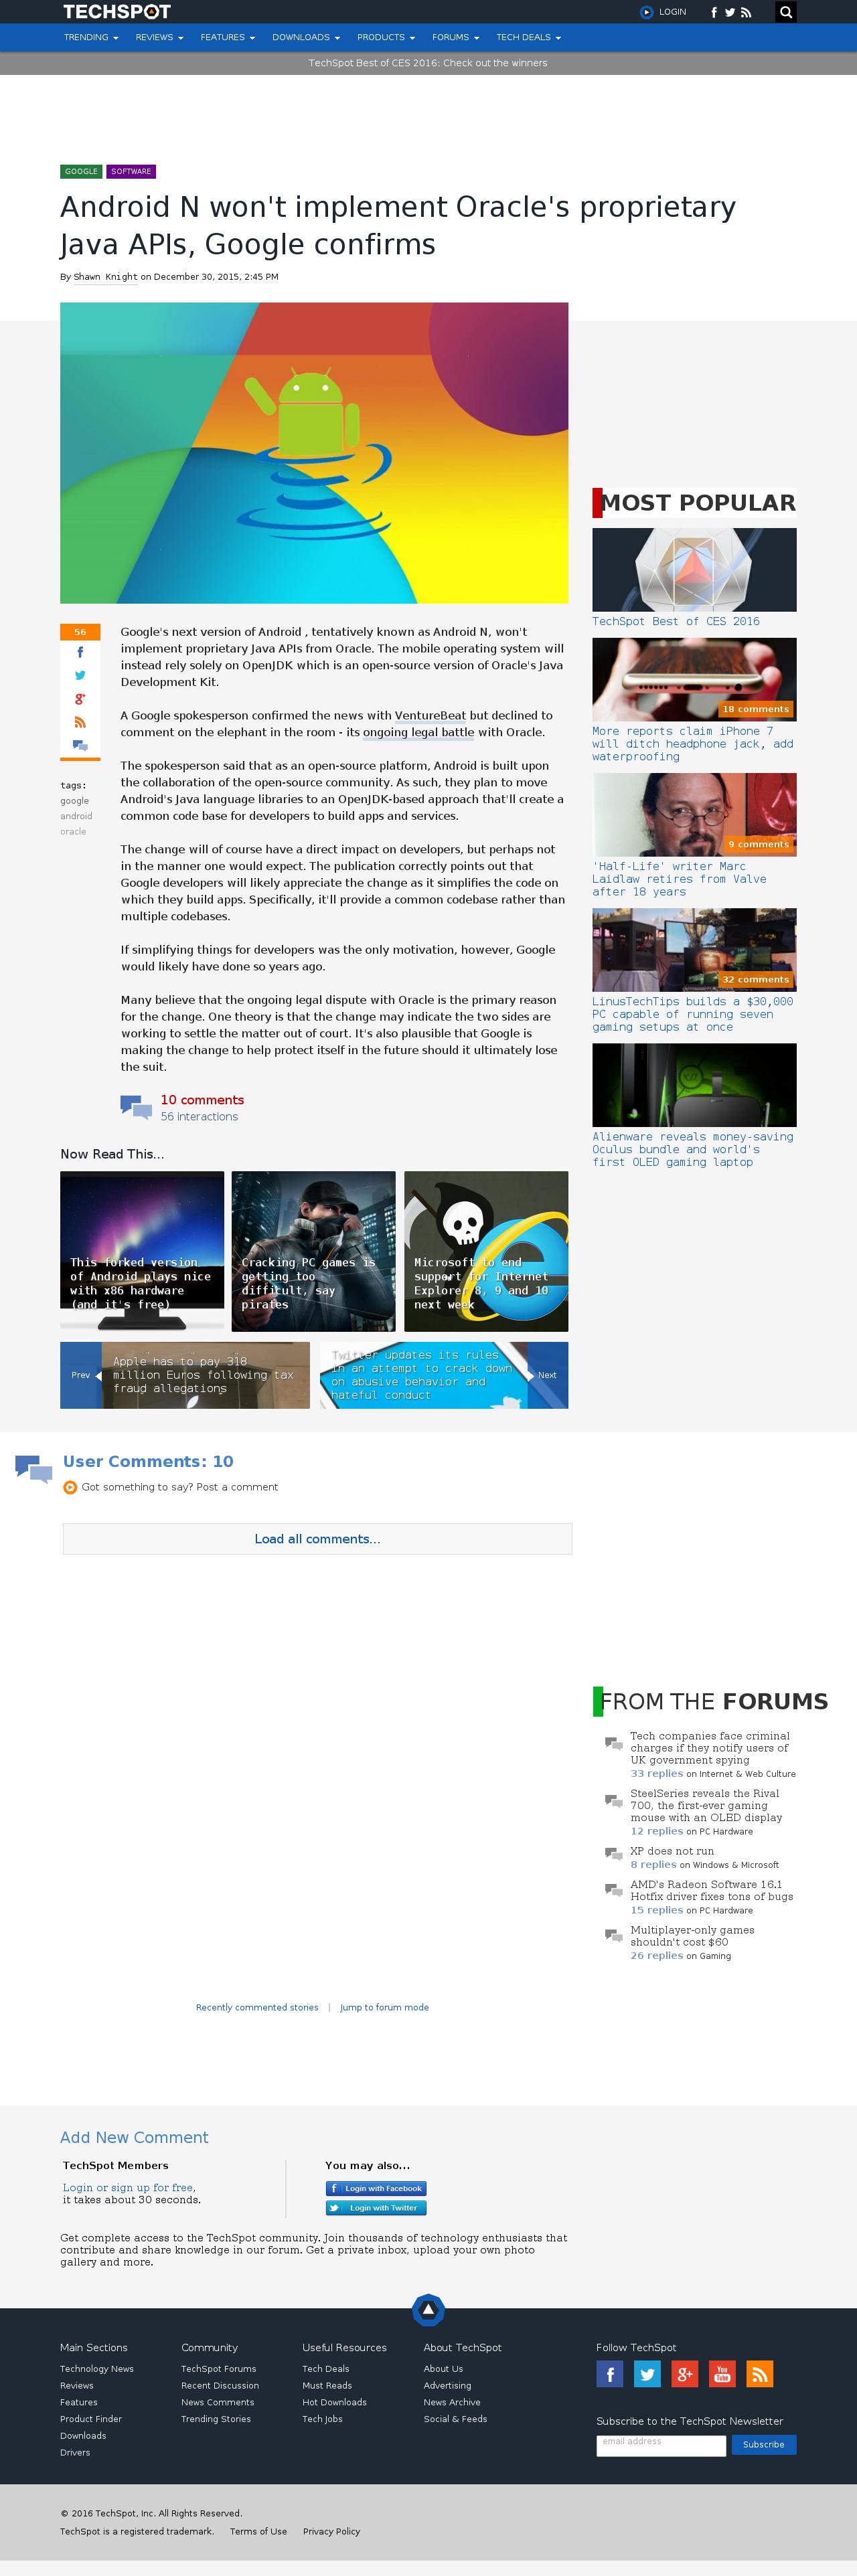 TECHSPOT
LOGIN
TRENDING
REVIEWS
FEATURES
DOWNLOADS
PRODUCTS
FORUMS
TECH DEALS
TechSpot Best of CES 2016: Check out the winners
GOOGLE
SOFTWARE
Android N won't implement Oracle's proprietary
Java APIs, Google confirms
By Shawn Knight on December 30, 2015, 2:45 PM
56
tags:
google
android
oracle
Google's next version of Android , tentatively known as Android N, won't
implement proprietary Java APIs from Oracle. The mobile operating system will
instead rely solely on OpenJDK which is an open-source version of Oracle's Java
Development Kit.
A Google spokesperson confirmed the news with VentureBeat but declined to
comment on the elephant in the room - its ongoing legal battle with Oracle.
The spokesperson said that as an open-source platform, Android is built upon
the collaboration of the open-source community. As such, they plan to move
Android's Java language libraries to an OpenJDK-based approach that'll create a
common code base for developers to build apps and services.
The change will of course have a direct impact on developers, but perhaps not
in the manner one would expect. The publication correctly points out that
Google developers will likely appreciate the change as it simplifies the code on
which they build apps. Specifically, it'll provide a common codebase rather than
multiple codebases.
If simplifying things for developers was the only motivation, however, Google
would likely have done so years ago.
Many believe that the ongoing legal dispute with Oracle is the primary reason
for the change. One theory is that the change may indicate the two sides are
working to settle the matter out of court. It's also plausible that Google is
making the change to help protect itself in the future should it ultimately lose
the suit.
10 comments
56 interactions
Now Read This...
This forked version
of Android plays nice
with x86 hardware
(and it's free)
Cracking PC games is
getting too
difficult, say
pirates
Microsoft to end
support for Internet
Explorer 8, 9 and 10
next week
Prev
Apple has to pay 318
million Euros following tax
fraud allegations
Twitter updates its rules
in an attempt to crack down
on abusive behavior and
hateful conduct
Next
MOST POPULAR
TechSpot Best of CES 2016
18 comments
More reports claim iPhone 7
will ditch headphone jack, add
waterproofing
9 comments
'Half-Life' writer Marc
Laidlaw retires from Valve
after 18 years
32 comments
LinusTechTips builds a $30,000
PC capable of running seven
gaming setups at once
Alienware reveals money-saving
Oculus bundle and world's
first OLED gaming laptop
User Comments: 10
Got something to say? Post a comment
Load all comments...
FROM THE FORUMS
Tech companies face criminal
charges if they notify users of
UK government spying
33 replies on Internet & Web Culture
SteelSeries reveals the Rival
700, the first-ever gaming
mouse with an OLED display
12 replies on PC Hardware
XP does not run
8 replies on Windows & Microsoft
AMD's Radeon Software 16.1
Hotfix driver fixes tons of bugs
15 replies on PC Hardware
Multiplayer-only games
shouldn't cost $60
26 replies on Gaming
Recently commented stories | Jump to forum mode
Add New Comment
TechSpot Members
Login or sign up for free,
it takes about 30 seconds.
You may also...
Login with Facebook
Login with Twitter
Get complete access to the TechSpot community. Join thousands of technology enthusiasts that
contribute and share knowledge in our forum. Get a private inbox, upload your own photo
gallery and more.
Main Sections
Technology News
Reviews
Features
Product Finder
Downloads
Drivers
Community
TechSpot Forums
Recent Discussion
News Comments
Trending Stories
Useful Resources
Tech Deals
Must Reads
Hot Downloads
Tech Jobs
About TechSpot
About Us
Advertising
News Archive
Social & Feeds
Follow TechSpot
You Tube
Subscribe to the TechSpot Newsletter
email address
Subscribe
© 2016 TechSpot, Inc. All Rights Reserved.
TechSpot is a registered trademark.
Terms of Use
Privacy Policy